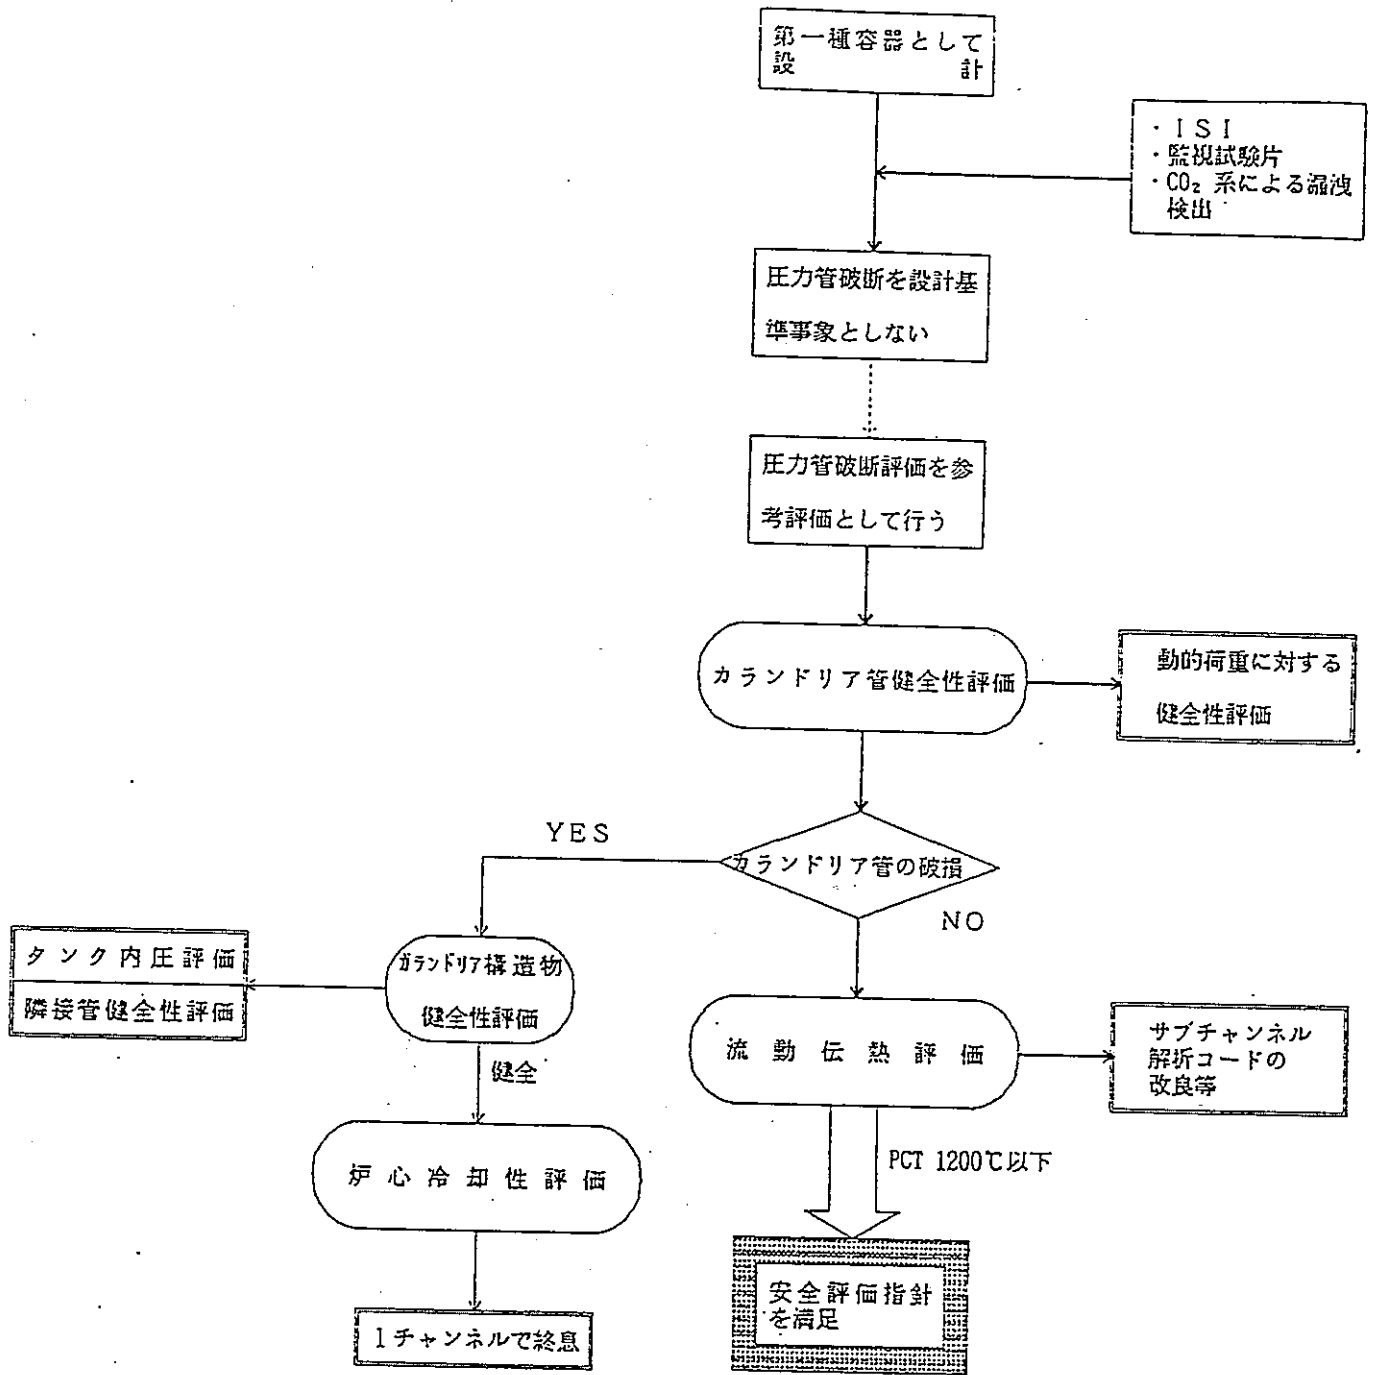 第一種容器として
設計
・ISI
・監視試験片
・CO₂ 系による漏洩
検出
圧力管破断を設計基
準事象としない
圧力管破断評価を参
考評価として行う
カランドリア管健全性評価
動的荷重に対する
健全性評価
カランドリア管の破損
YES
NO
タンク内圧評価
隣接管健全性評価
カランドリア構造物
健全性評価
健全
流動伝熱評価
サブチャンネル
解析コードの
改良等
炉心冷却性評価
PCT 1200℃以下
1チャンネルで終息
安全評価指針
を満足